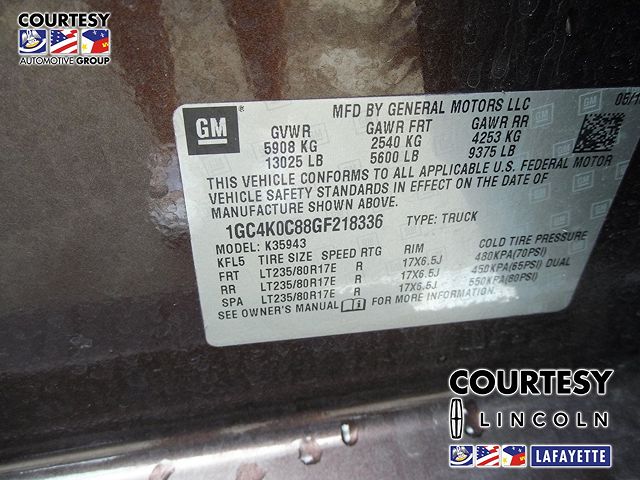 COURTESY
AUTOMOTIVE GROUP
GM
MFD BY GENERAL MOTORS LLC
GVWR GAWR FRT GAWR RR
5908 KG 2540 KG 4253 KG
13025 LB 5600 LB 9375 LB
THIS VEHICLE CONFORMS TO ALL APPLICABLE U.S. FEDERAL MOTOR
VEHICLE SAFETY STANDARDS IN EFFECT ON THE DATE OF
MANUFACTURE SHOWN ABOVE.
1GC4K0C88GF218336 TYPE: TRUCK
MODEL: K35943
KFL5 TIRE SIZE SPEED RTG RIM COLD TIRE PRESSURE
FRT LT235/80R17E R 17X6.5J 480KPA(70PSI)
RR LT235/80R17E R 17X6.5J 450KPA(65PSI) DUAL
SPA LT235/80R17E R 17X6.5J 550KPA(80PSI)
SEE OWNER'S MANUAL FOR MORE INFORMATION
COURTESY
LINCOLN
LAFAYETTE